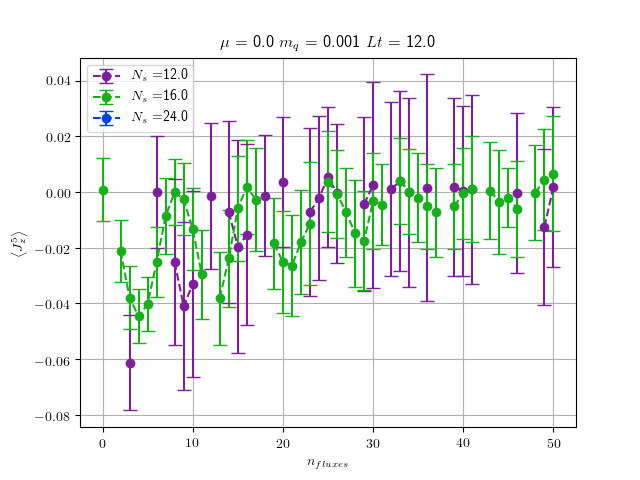 μ = 0.0 m_q = 0.001 Lt = 12.0
N_s =12.0
N_s =16.0
N_s =24.0
0.04
0.02
0.00
−0.02
−0.04
−0.06
−0.08
⟨J_z^5⟩
0 10 20 30 40 50
n_{fluxes}